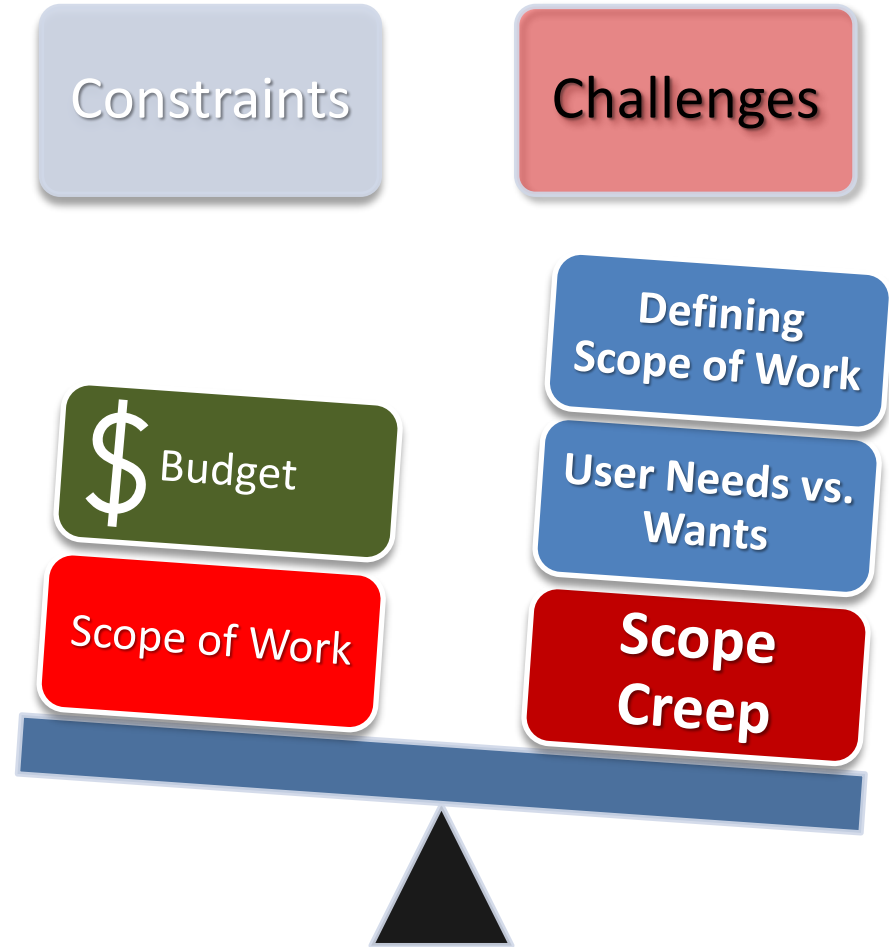 Constraints
Challenges
$ Budget
Scope of Work
Defining
Scope of Work
User Needs vs.
Wants
Scope
Creep